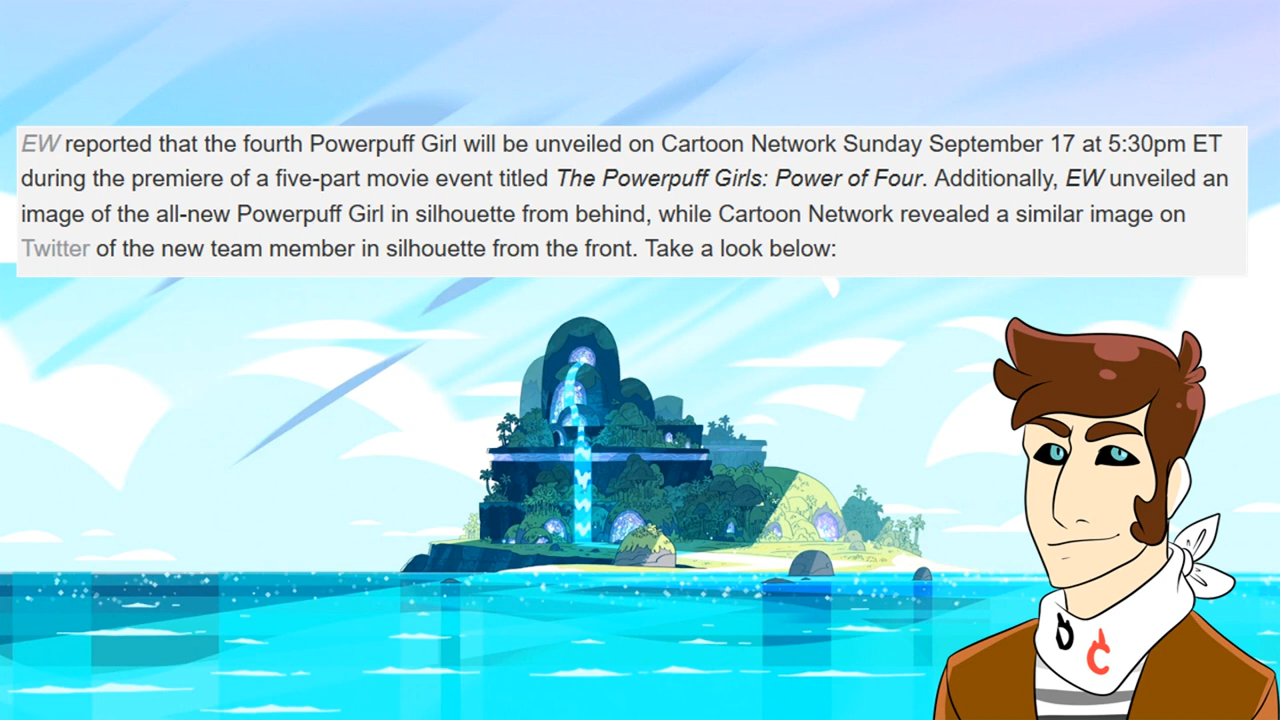 EW reported that the fourth Powerpuff Girl will be unveiled on Cartoon Network Sunday September 17 at 5:30pm ET
during the premiere of a five-part movie event titled The Powerpuff Girls: Power of Four. Additionally, EW unveiled an
image of the all-new Powerpuff Girl in silhouette from behind, while Cartoon Network revealed a similar image on
Twitter of the new team member in silhouette from the front. Take a look below:
D
C